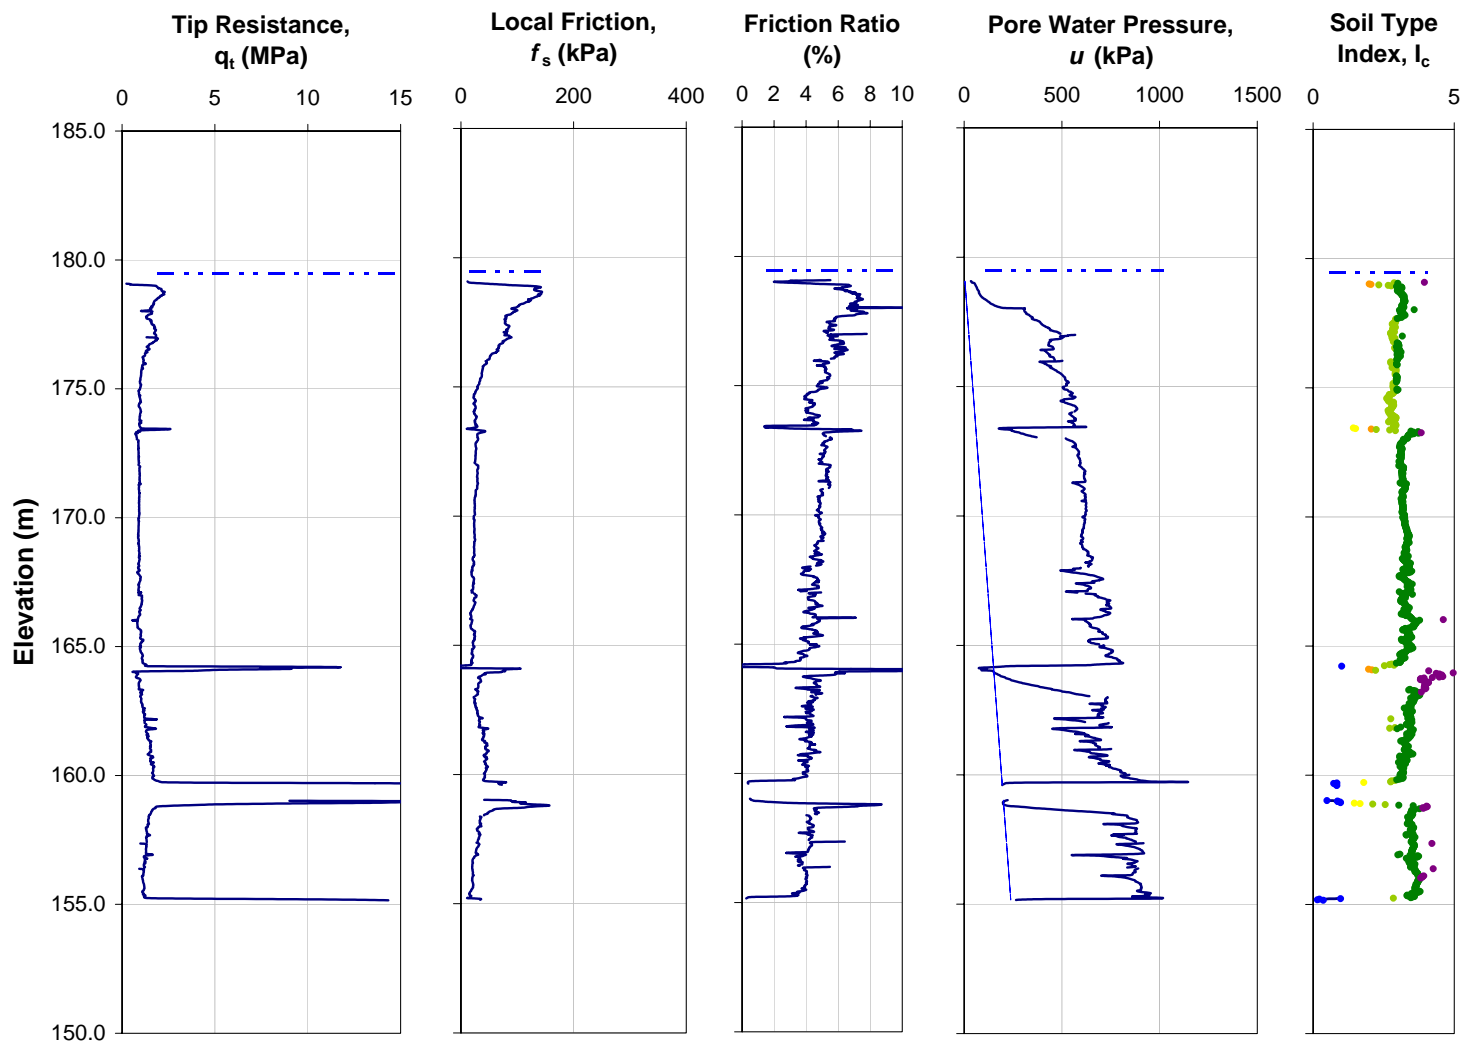 Tip Resistance,
qt (MPa)
Local Friction,
fs (kPa)
Friction Ratio
(%)
Pore Water Pressure,
u (kPa)
Soil Type
Index, Ic
0 5 10 15
0 200 400
0 2 4 6 8 10
0 500 1000 1500
0 5
185.0
180.0
175.0
170.0
165.0
160.0
155.0
150.0
Elevation (m)